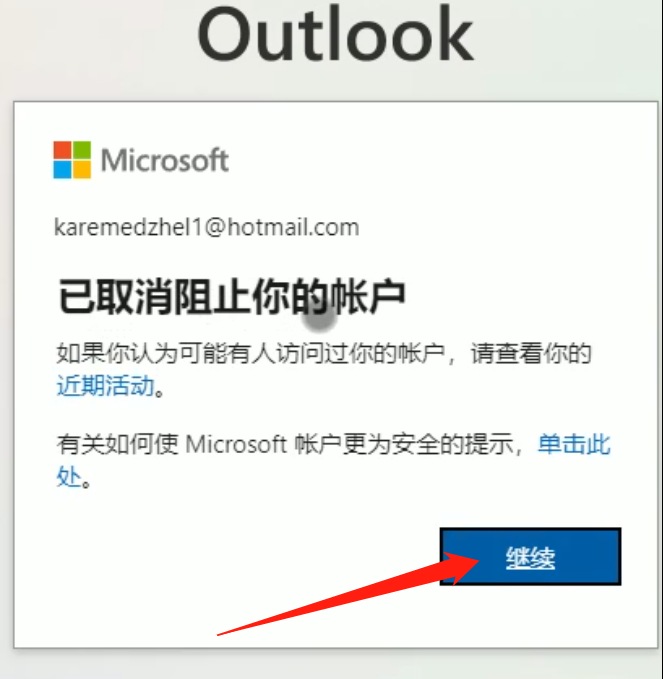 Outlook
Microsoft
karemedzhel1@hotmail.com
已取消阻止你的帐户
如果你认为可能有人访问过你的帐户，请查看你的
近期活动。
有关如何使 Microsoft 帐户更为安全的提示，单击此
处。
继续